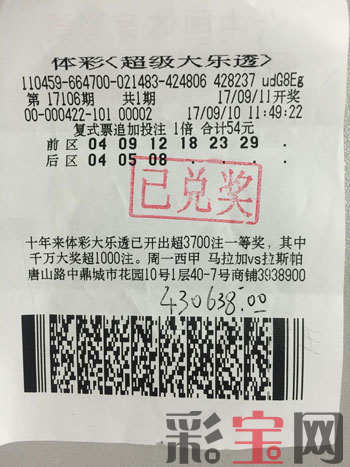 体彩〈超级大乐透〉
110459-664700-021483-424806 428237 udG8Eg
第 17106期 共1期 17/09/11开奖
00-000422-101 00002 17/09/10 11:49:22
复式票追加投注 1倍 合计54元
前区 04 09 12 18 23 29 .
后区 04 05 08 . . . .
已兑奖
十年来体彩大乐透已开出超3700注一等奖，其中
千万大奖超1000注。周一西甲 马拉加vs拉斯帕
唐山路中鼎城市花园10号1层40-7号商铺3938900
430638.00
彩宝网